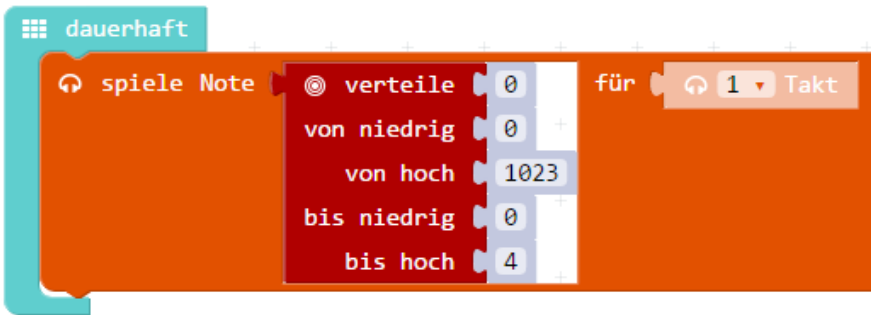 dauerhaft
spiele Note verteile 0 für 1 Takt
von niedrig 0
von hoch 1023
bis niedrig 0
bis hoch 4